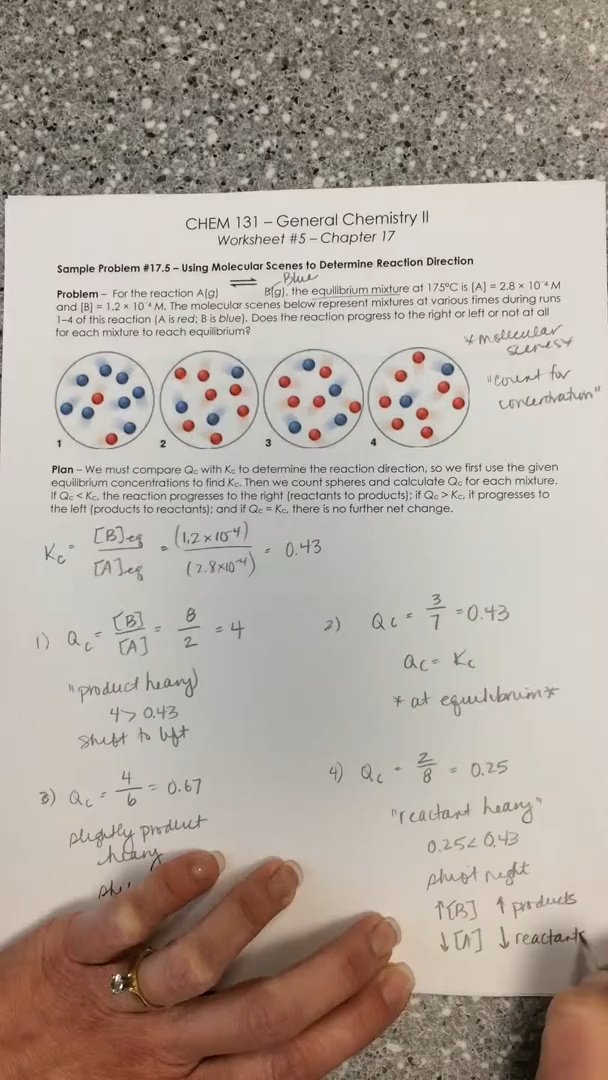 CHEM 131 – General Chemistry II
Worksheet #5 – Chapter 17
Sample Problem #17.5 – Using Molecular Scenes to Determine Reaction Direction
Blue
Problem – For the reaction A(g) ⇌ B(g), the equilibrium mixture at 175°C is [A] = 2.8 × 10⁻⁴ M
and [B] = 1.2 × 10⁻⁴ M. The molecular scenes below represent mixtures at various times during runs
1–4 of this reaction (A is red; B is blue). Does the reaction progress to the right or left or not at all
for each mixture to reach equilibrium?
*molecular
scenes*
"count for
concentration"
1 2 3 4
Plan – We must compare Qc with Kc to determine the reaction direction, so we first use the given
equilibrium concentrations to find Kc. Then we count spheres and calculate Qc for each mixture.
If Qc < Kc, the reaction progresses to the right (reactants to products); if Qc > Kc, it progresses to
the left (products to reactants); and if Qc = Kc, there is no further net change.
Kc = [B]eq / [A]eq = (1.2×10⁻⁴) / (2.8×10⁻⁴) = 0.43
1) Qc = [B] / [A] = 8 / 2 = 4
"product heavy)
4 > 0.43
shift to left
2) Qc = 3 / 7 = 0.43
Qc = Kc
* at equilibrium *
3) Qc = 4 / 6 = 0.67
slightly product
heavy
4) Qc = 2 / 8 = 0.25
"reactant heavy"
0.25 < 0.43
shift right
↑[B] ↑ products
↓[A] ↓ reactants